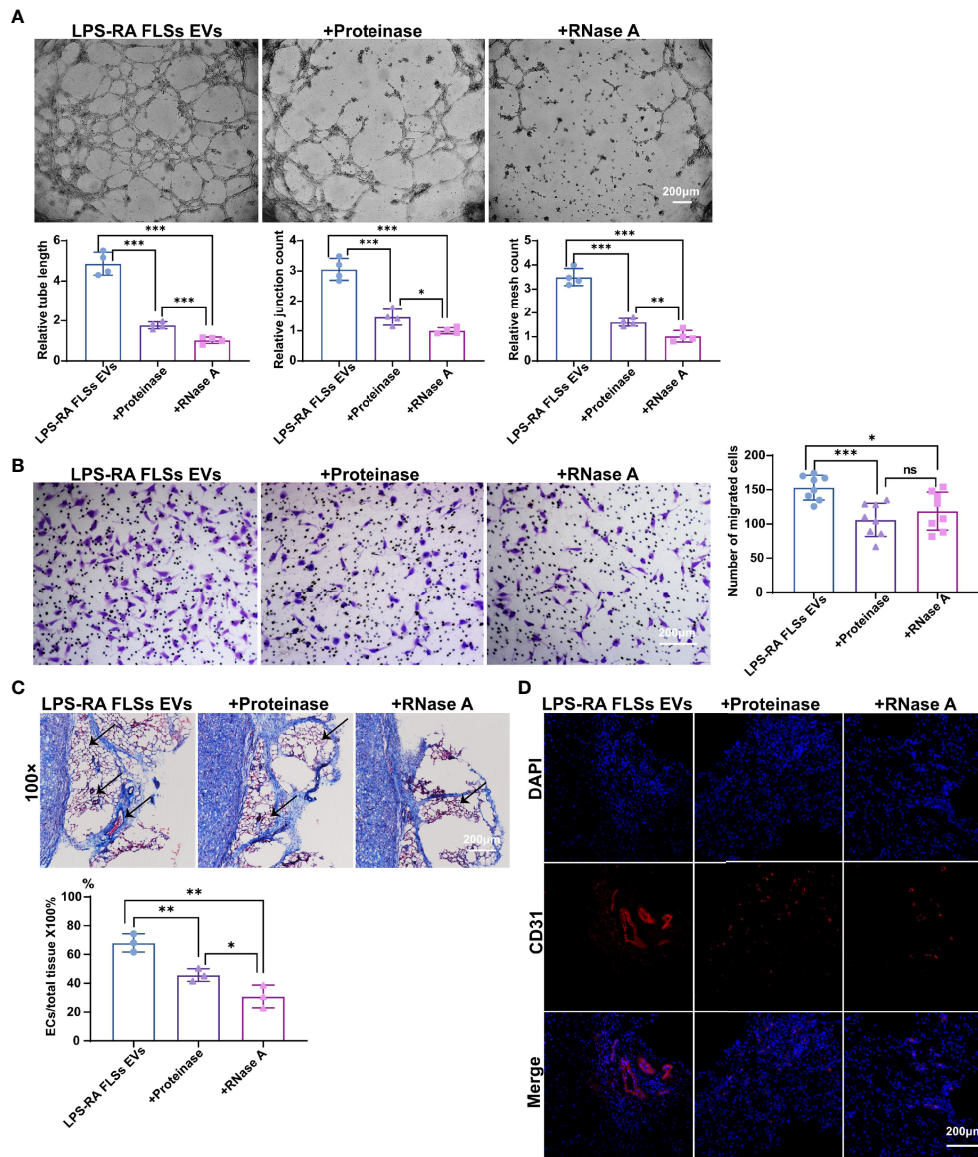 A
LPS-RA FLSs EVs
+Proteinase
+RNase A
200μm
Relative tube length
0
2
4
6
***
***
***
LPS-RA FLSs EVs
+Proteinase
+RNase A
Relative junction count
0
1
2
3
4
***
***
*
LPS-RA FLSs EVs
+Proteinase
+RNase A
Relative mesh count
0
1
2
3
4
5
***
***
**
LPS-RA FLSs EVs
+Proteinase
+RNase A
B
LPS-RA FLSs EVs
+Proteinase
+RNase A
200μm
Number of migrated cells
0
50
100
150
200
*
***
ns
LPS-RA FLSs EVs
+Proteinase
+RNase A
C
LPS-RA FLSs EVs
+Proteinase
+RNase A
100×
200μm
%
ECs/total tissue X100%
0
20
40
60
80
100
**
**
*
LPS-RA FLSs EVs
+Proteinase
+RNase A
D
LPS-RA FLSs EVs
+Proteinase
+RNase A
DAPI
CD31
Merge
200μm